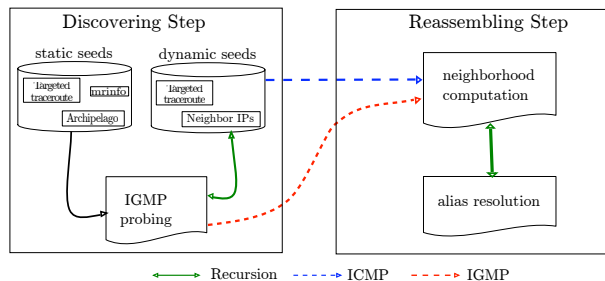 Discovering Step
Reassembling Step
static seeds
dynamic seeds
Targeted
traceroute
mrinfo
Archipelago
Targeted
traceroute
Neighbor IPs
neighborhood
computation
IGMP
probing
alias resolution
Recursion
ICMP
IGMP